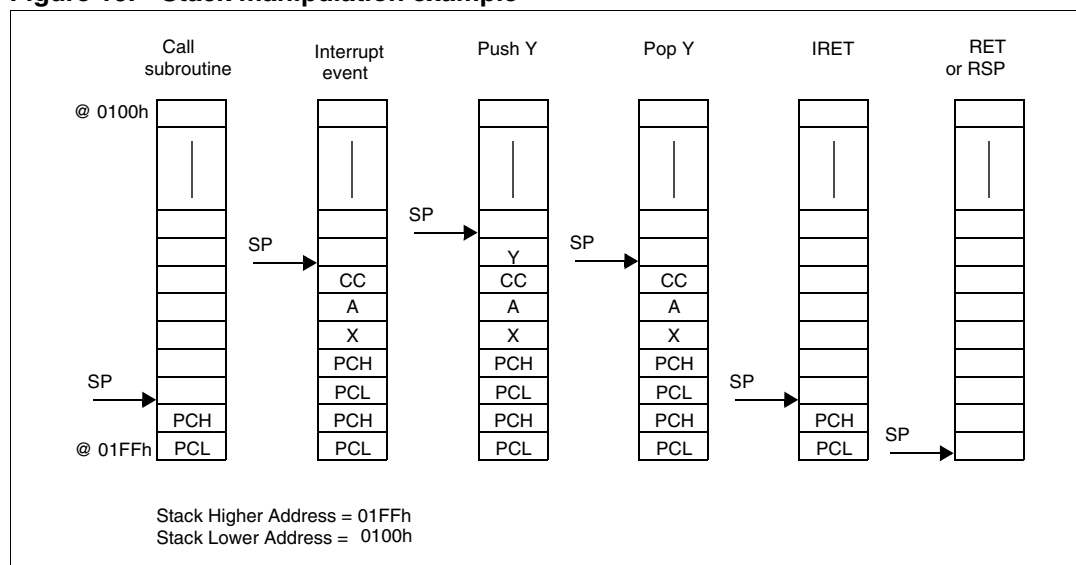 Figure 10. Stack manipulation example
Call subroutine
Interrupt event
Push Y
Pop Y
IRET
RET or RSP
@ 0100h
SP
SP
SP
SP
Y
CC
CC
CC
A
A
A
X
X
X
PCH
PCH
PCH
SP
PCL
PCL
PCL
SP
PCH
PCH
PCH
PCH
PCH
@ 01FFh
PCL
PCL
PCL
PCL
PCL
SP
Stack Higher Address = 01FFh
Stack Lower Address = 0100h